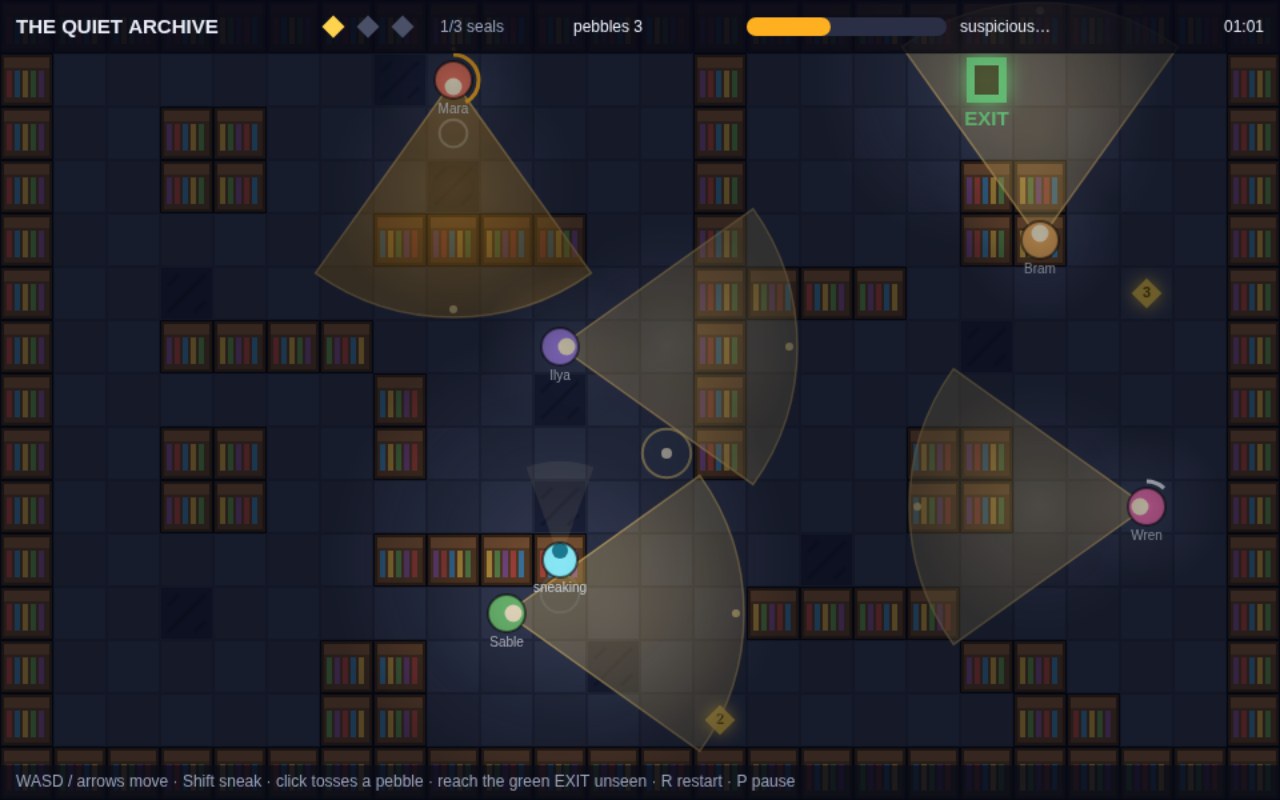 THE QUIET ARCHIVE
1/3 seals
pebbles 3
suspicious…
01:01
Mara
EXIT
Bram
3
Ilya
Wren
sneaking
Sable
2
WASD / arrows move · Shift sneak · click tosses a pebble · reach the green EXIT unseen · R restart · P pause